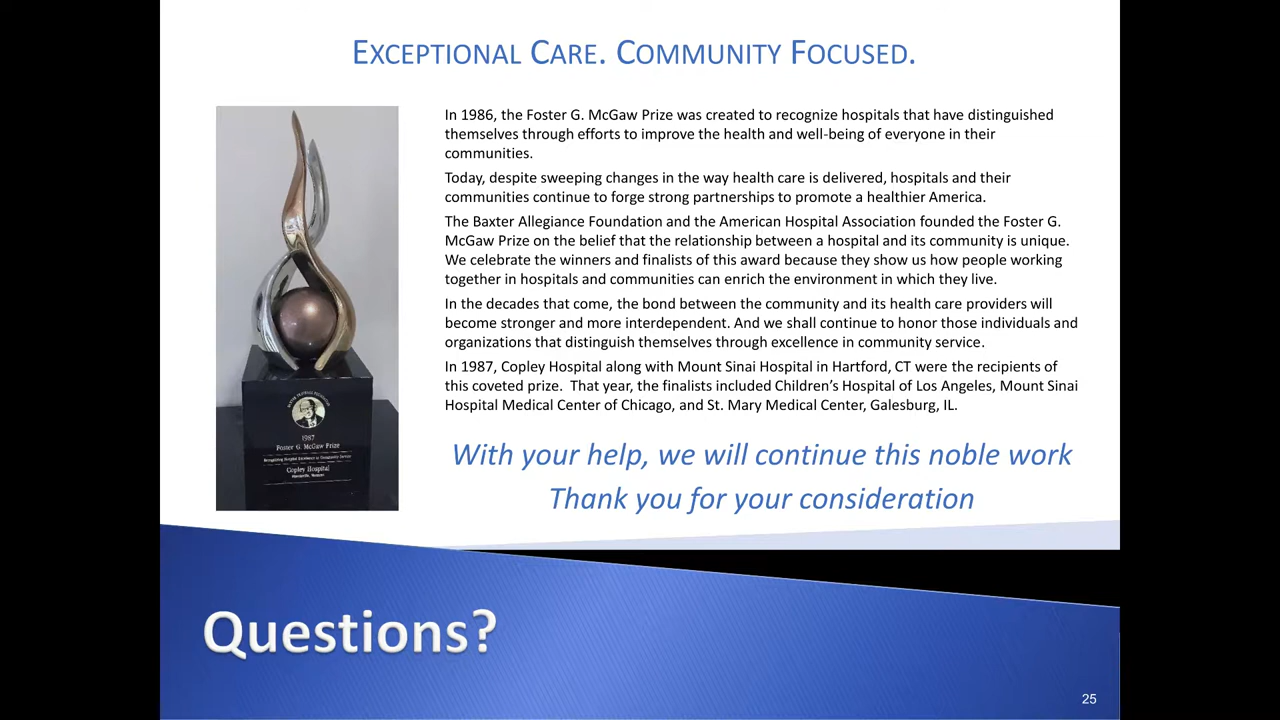 EXCEPTIONAL CARE. COMMUNITY FOCUSED.
In 1986, the Foster G. McGaw Prize was created to recognize hospitals that have distinguished
themselves through efforts to improve the health and well-being of everyone in their
communities.
Today, despite sweeping changes in the way health care is delivered, hospitals and their
communities continue to forge strong partnerships to promote a healthier America.
The Baxter Allegiance Foundation and the American Hospital Association founded the Foster G.
McGaw Prize on the belief that the relationship between a hospital and its community is unique.
We celebrate the winners and finalists of this award because they show us how people working
together in hospitals and communities can enrich the environment in which they live.
In the decades that come, the bond between the community and its health care providers will
become stronger and more interdependent. And we shall continue to honor those individuals and
organizations that distinguish themselves through excellence in community service.
In 1987, Copley Hospital along with Mount Sinai Hospital in Hartford, CT were the recipients of
this coveted prize.  That year, the finalists included Children's Hospital of Los Angeles, Mount Sinai
Hospital Medical Center of Chicago, and St. Mary Medical Center, Galesburg, IL.
1987
Foster G. McGaw Prize
Copley Hospital
With your help, we will continue this noble work
Thank you for your consideration
Questions?
25